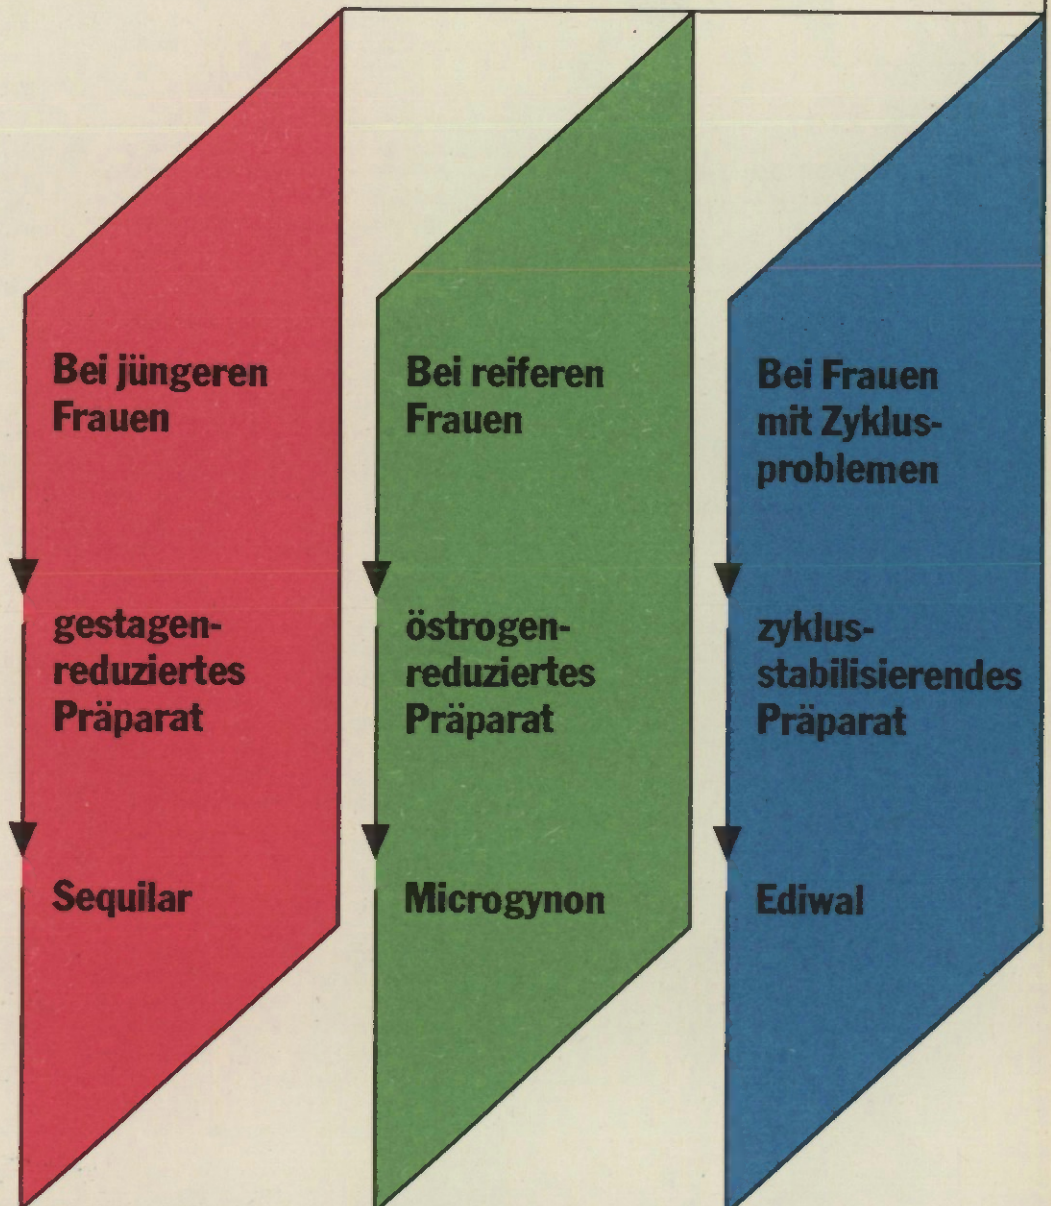 Bei jüngeren
Frauen
gestagen-
reduziertes
Präparat
Sequilar
Bei reiferen
Frauen
östrogen-
reduziertes
Präparat
Microgynon
Bei Frauen
mit Zyklus-
problemen
zyklus-
stabilisierendes
Präparat
Ediwal